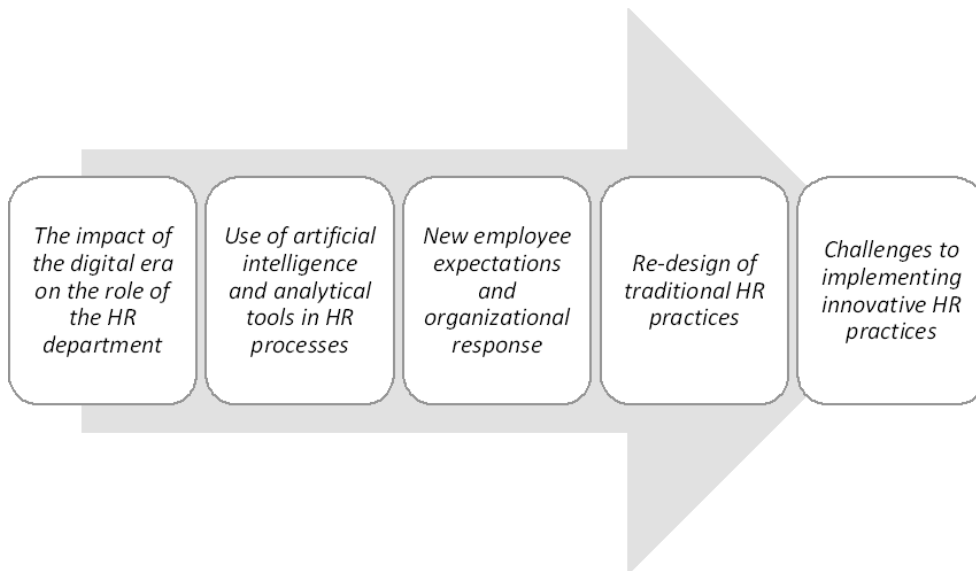 The impact of
the digital era
on the role of
the HR
department
Use of artificial
intelligence
and analytical
tools in HR
processes
New employee
expectations
and
organizational
response
Re-design of
traditional HR
practices
Challenges to
implementing
innovative HR
practices